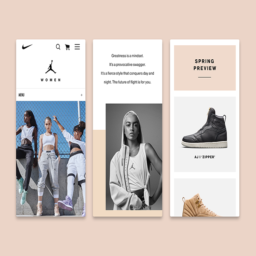 WOMEN
Greatness is a mindset.
It's a provocative swagger.
It's a fierce style that conquers day and
night. The future of flight is for you.
SPRING
PREVIEW
AJ I "ZIPPER"